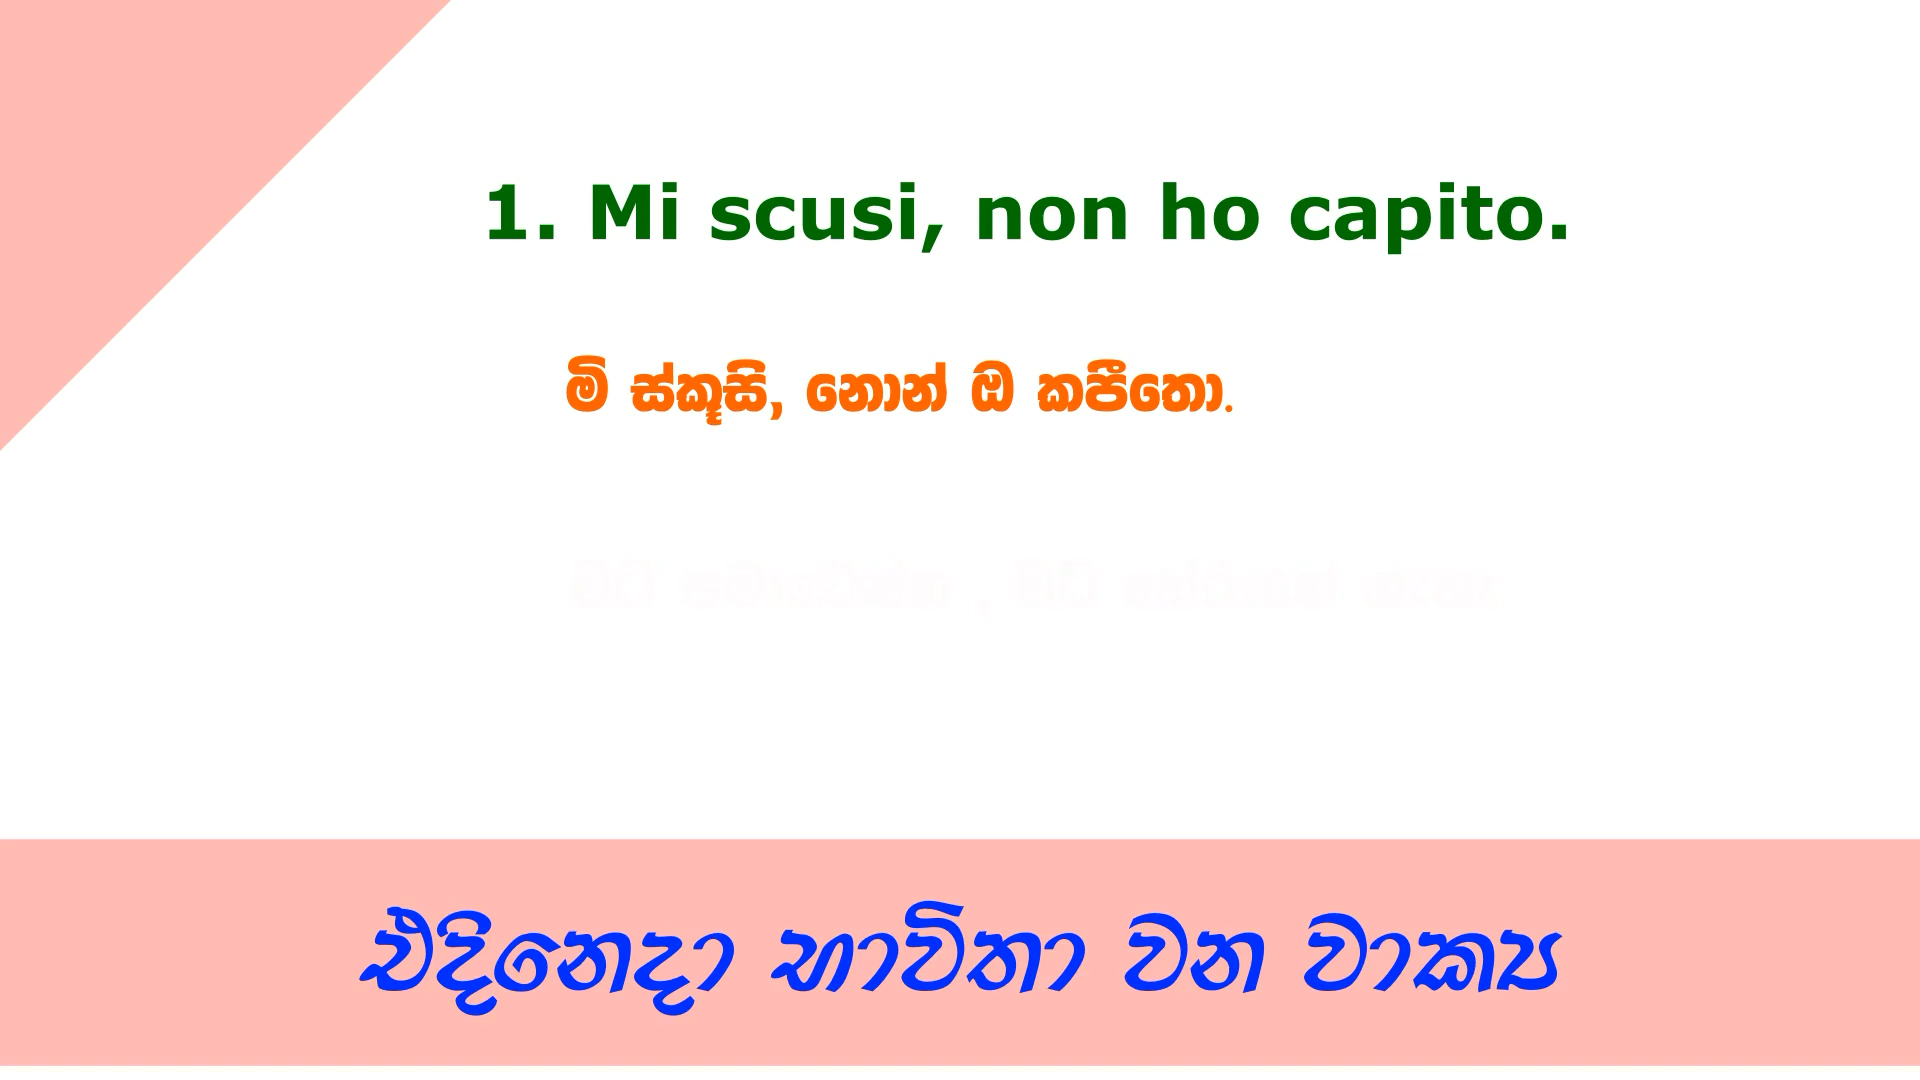 1. Mi scusi, non ho capito.
මි ස්කූසි, නොන් ඔ කපීතො.
එදිනෙදා භාවිතා වන වාක්‍ය